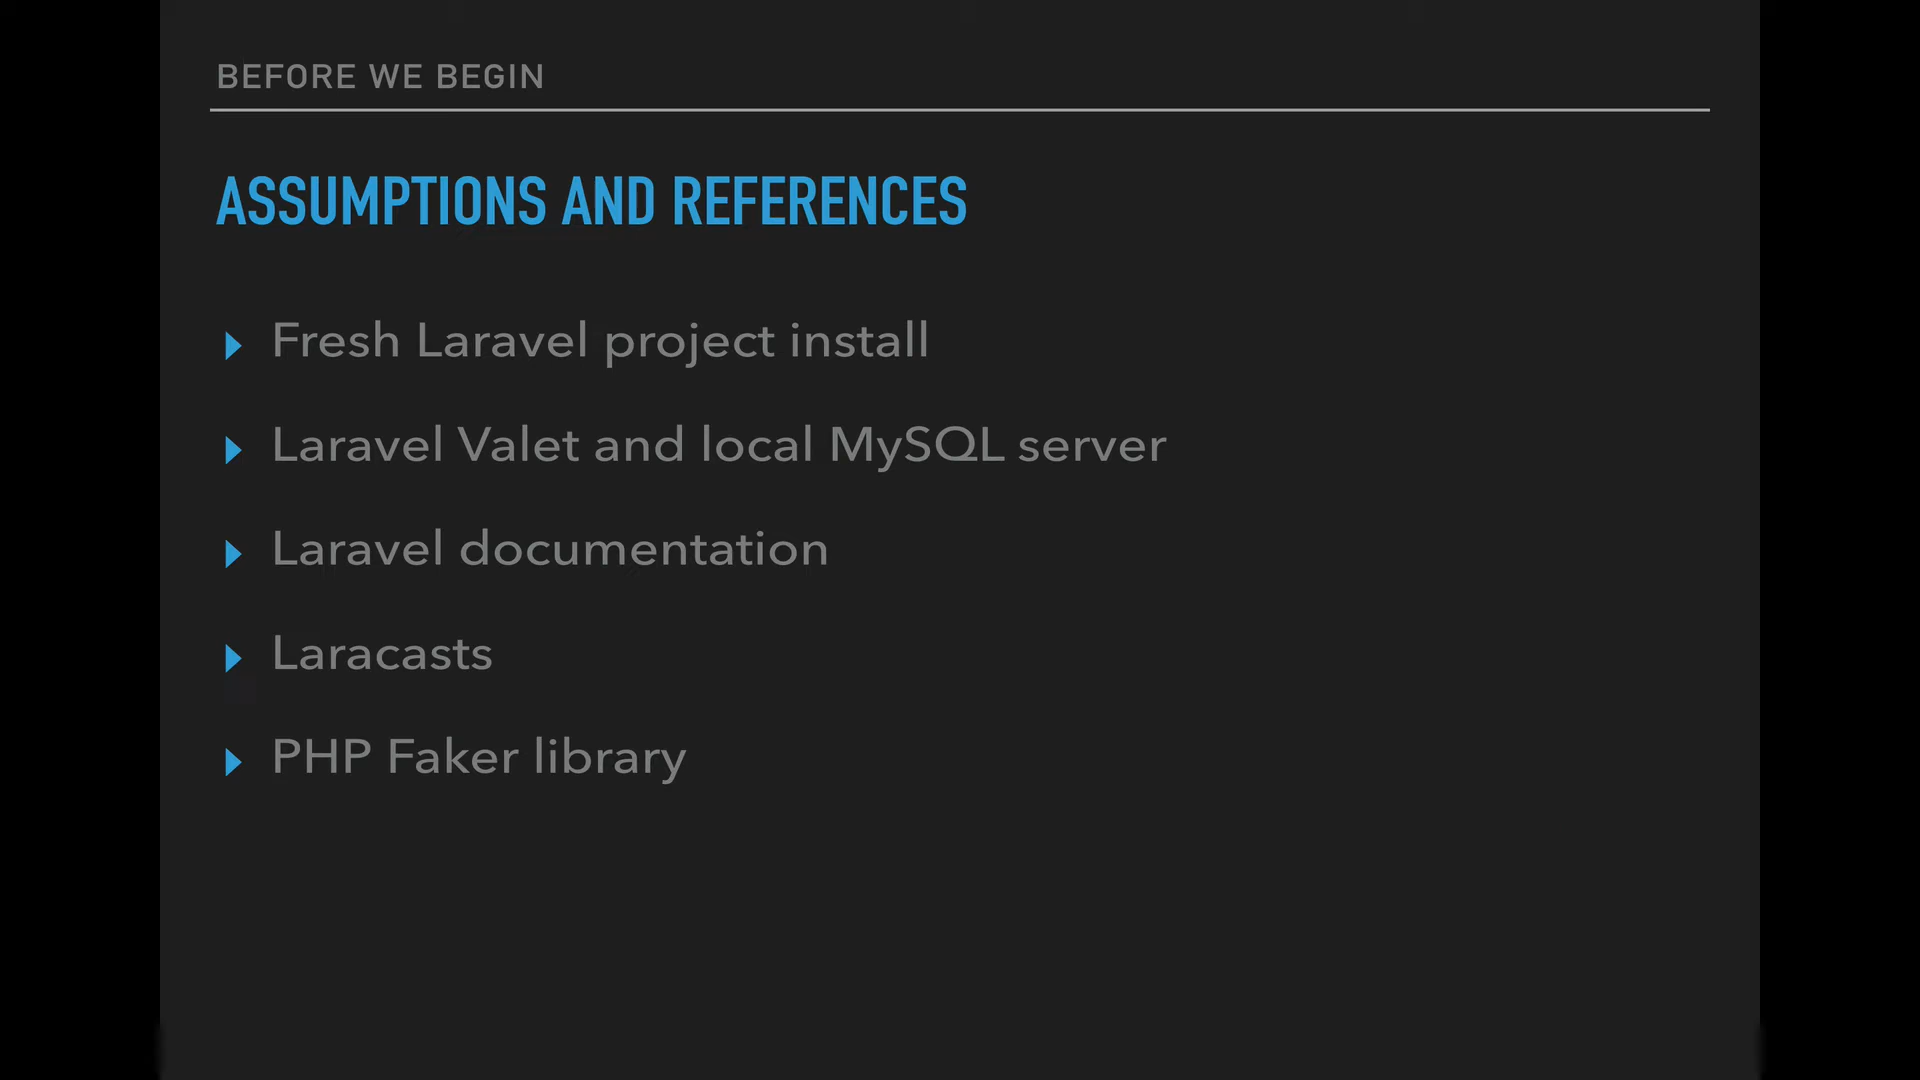 BEFORE WE BEGIN
ASSUMPTIONS AND REFERENCES
Fresh Laravel project install
Laravel Valet and local MySQL server
Laravel documentation
Laracasts
PHP Faker library